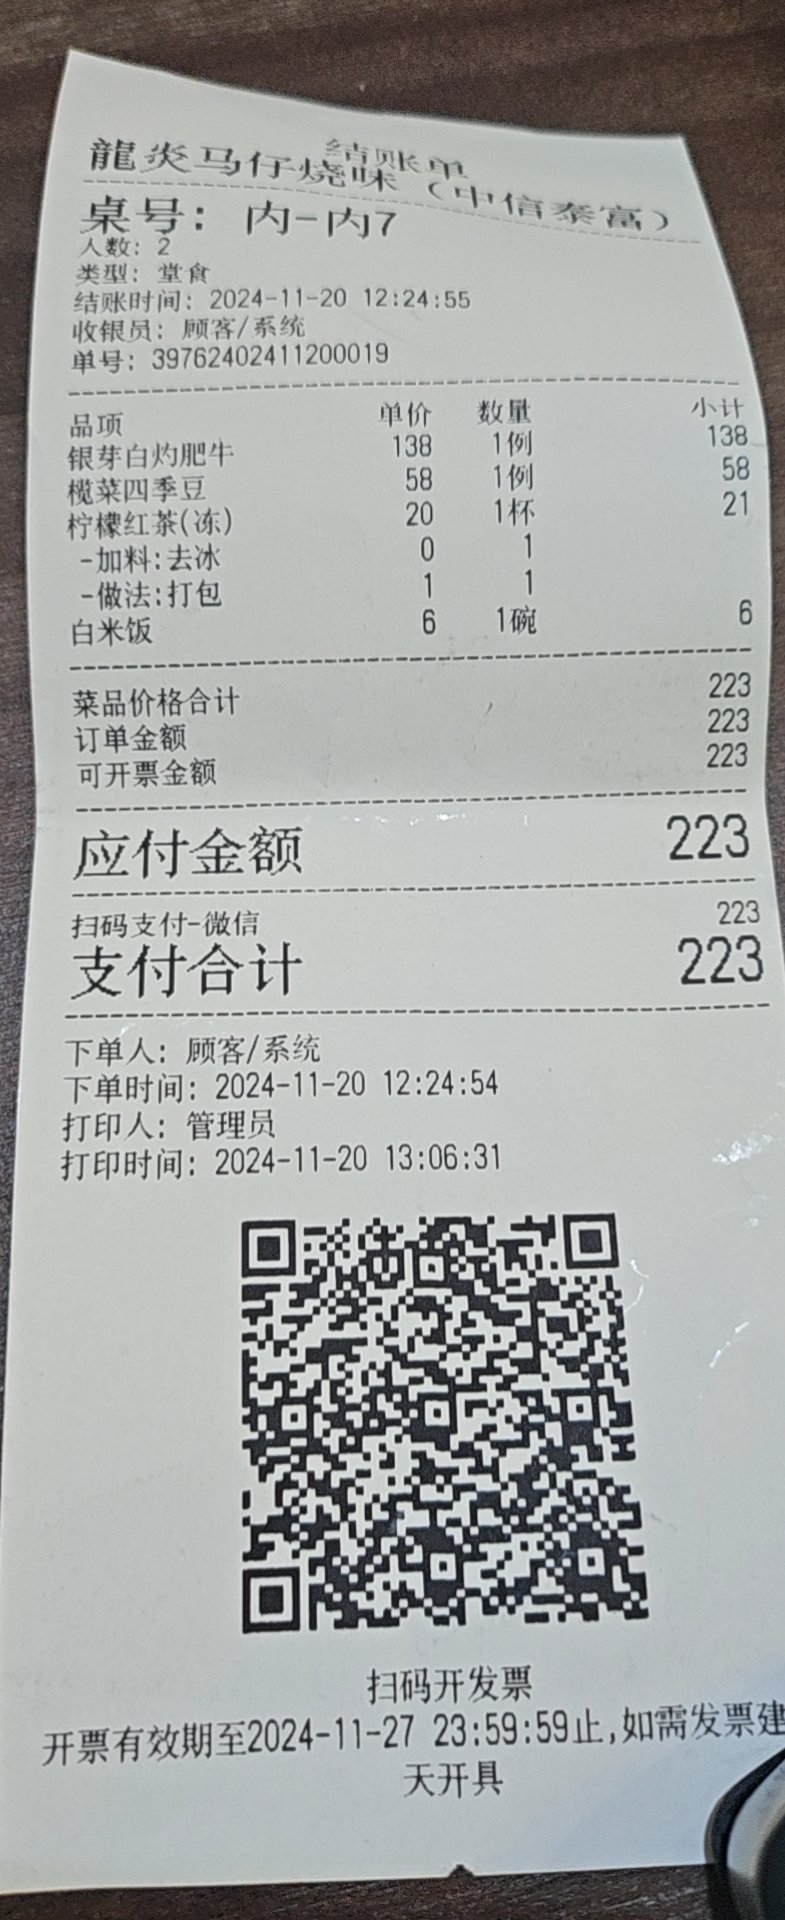 结账单
龍炎马仔烧味（中信泰富）
桌号：内-内7
人数：2
类型：堂食
结账时间：2024-11-20 12:24:55
收银员：顾客/系统
单号：39762402411200019
品项 单价 数量 小计
银芽白灼肥牛 138 1例 138
榄菜四季豆 58 1例 58
柠檬红茶(冻) 20 1杯 21
-加料:去冰 0 1
-做法:打包 1 1
白米饭 6 1碗 6
菜品价格合计 223
订单金额 223
可开票金额 223
应付金额 223
扫码支付-微信 223
支付合计 223
下单人：顾客/系统
下单时间：2024-11-20 12:24:54
打印人：管理员
打印时间：2024-11-20 13:06:31
扫码开发票
开票有效期至2024-11-27 23:59:59止,如需发票建
天开具